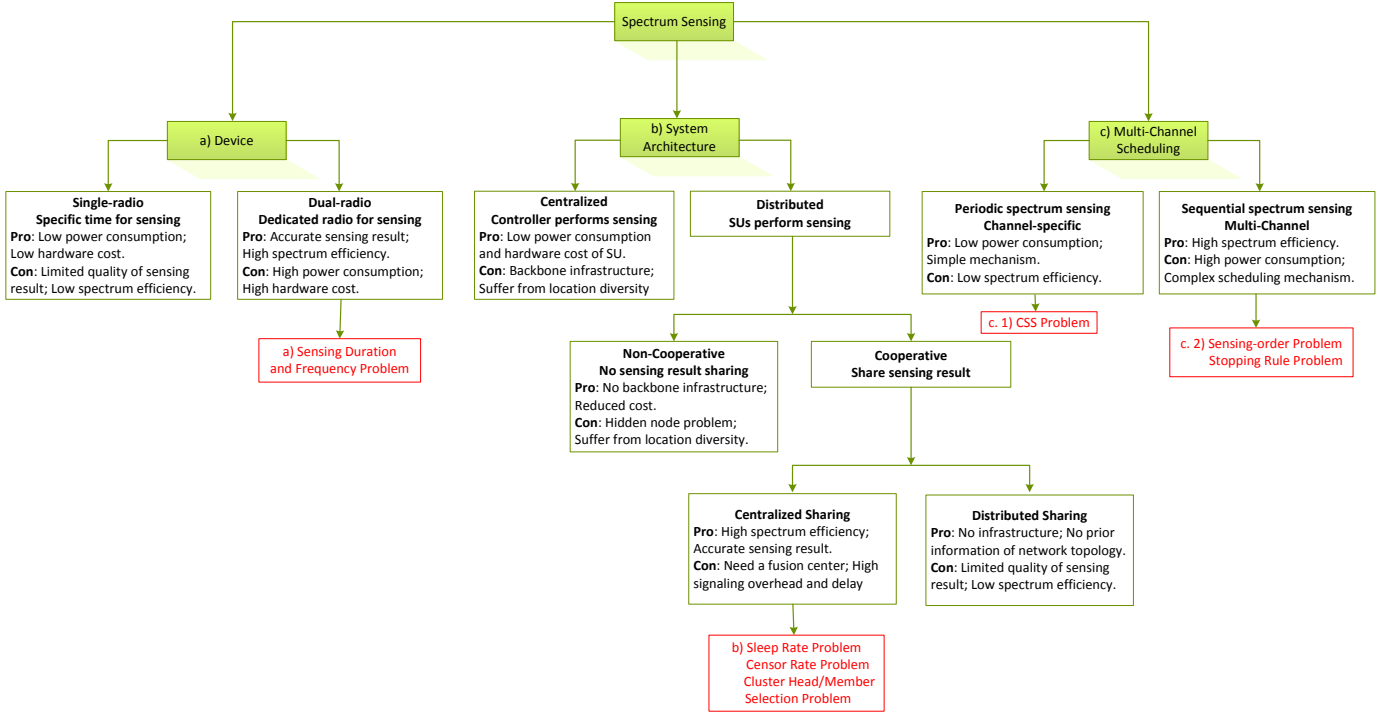 Spectrum Sensing
a) Device
b) System
Architecture
c) Multi-Channel
Scheduling
Single-radio
Specific time for sensing
Pro: Low power consumption;
Low hardware cost.
Con: Limited quality of sensing
result; Low spectrum efficiency.
Dual-radio
Dedicated radio for sensing
Pro: Accurate sensing result;
High spectrum efficiency.
Con: High power consumption;
High hardware cost.
Centralized
Controller performs sensing
Pro: Low power consumption
and hardware cost of SU.
Con: Backbone infrastructure;
Suffer from location diversity
Distributed
SUs perform sensing
Periodic spectrum sensing
Channel-specific
Pro: Low power consumption;
Simple mechanism.
Con: Low spectrum efficiency.
Sequential spectrum sensing
Multi-Channel
Pro: High spectrum efficiency.
Con: High power consumption;
Complex scheduling mechanism.
a) Sensing Duration
and Frequency Problem
c. 1) CSS Problem
c. 2) Sensing-order Problem
Stopping Rule Problem
Non-Cooperative
No sensing result sharing
Pro: No backbone infrastructure;
Reduced cost.
Con: Hidden node problem;
Suffer from location diversity.
Cooperative
Share sensing result
Centralized Sharing
Pro: High spectrum efficiency;
Accurate sensing result.
Con: Need a fusion center; High
signaling overhead and delay
Distributed Sharing
Pro: No infrastructure; No prior
information of network topology.
Con: Limited quality of sensing
result; Low spectrum efficiency.
b) Sleep Rate Problem
Censor Rate Problem
Cluster Head/Member
Selection Problem